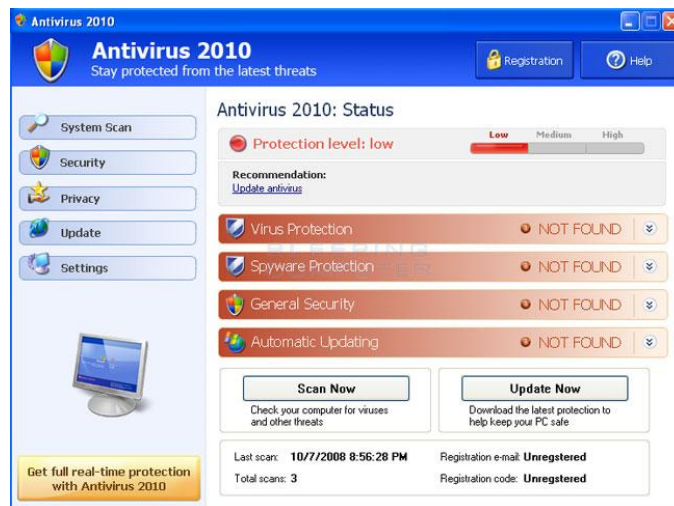 Antivirus 2010
Antivirus 2010
Stay protected from the latest threats
Registration
Help
System Scan
Security
Privacy
Update
Settings
Get full real-time protection
with Antivirus 2010
Antivirus 2010: Status
Protection level: low
Low Medium High
Recommendation:
Update antivirus
Virus Protection NOT FOUND
BLEEPING
COMPUTER
Spyware Protection NOT FOUND
General Security NOT FOUND
Automatic Updating NOT FOUND
Scan Now
Check your computer for viruses
and other threats
Update Now
Download the latest protection to
help keep your PC safe
Last scan: 10/7/2008 8:56:28 PM
Total scans: 3
Registration e-mail: Unregstered
Registration code: Unregstered